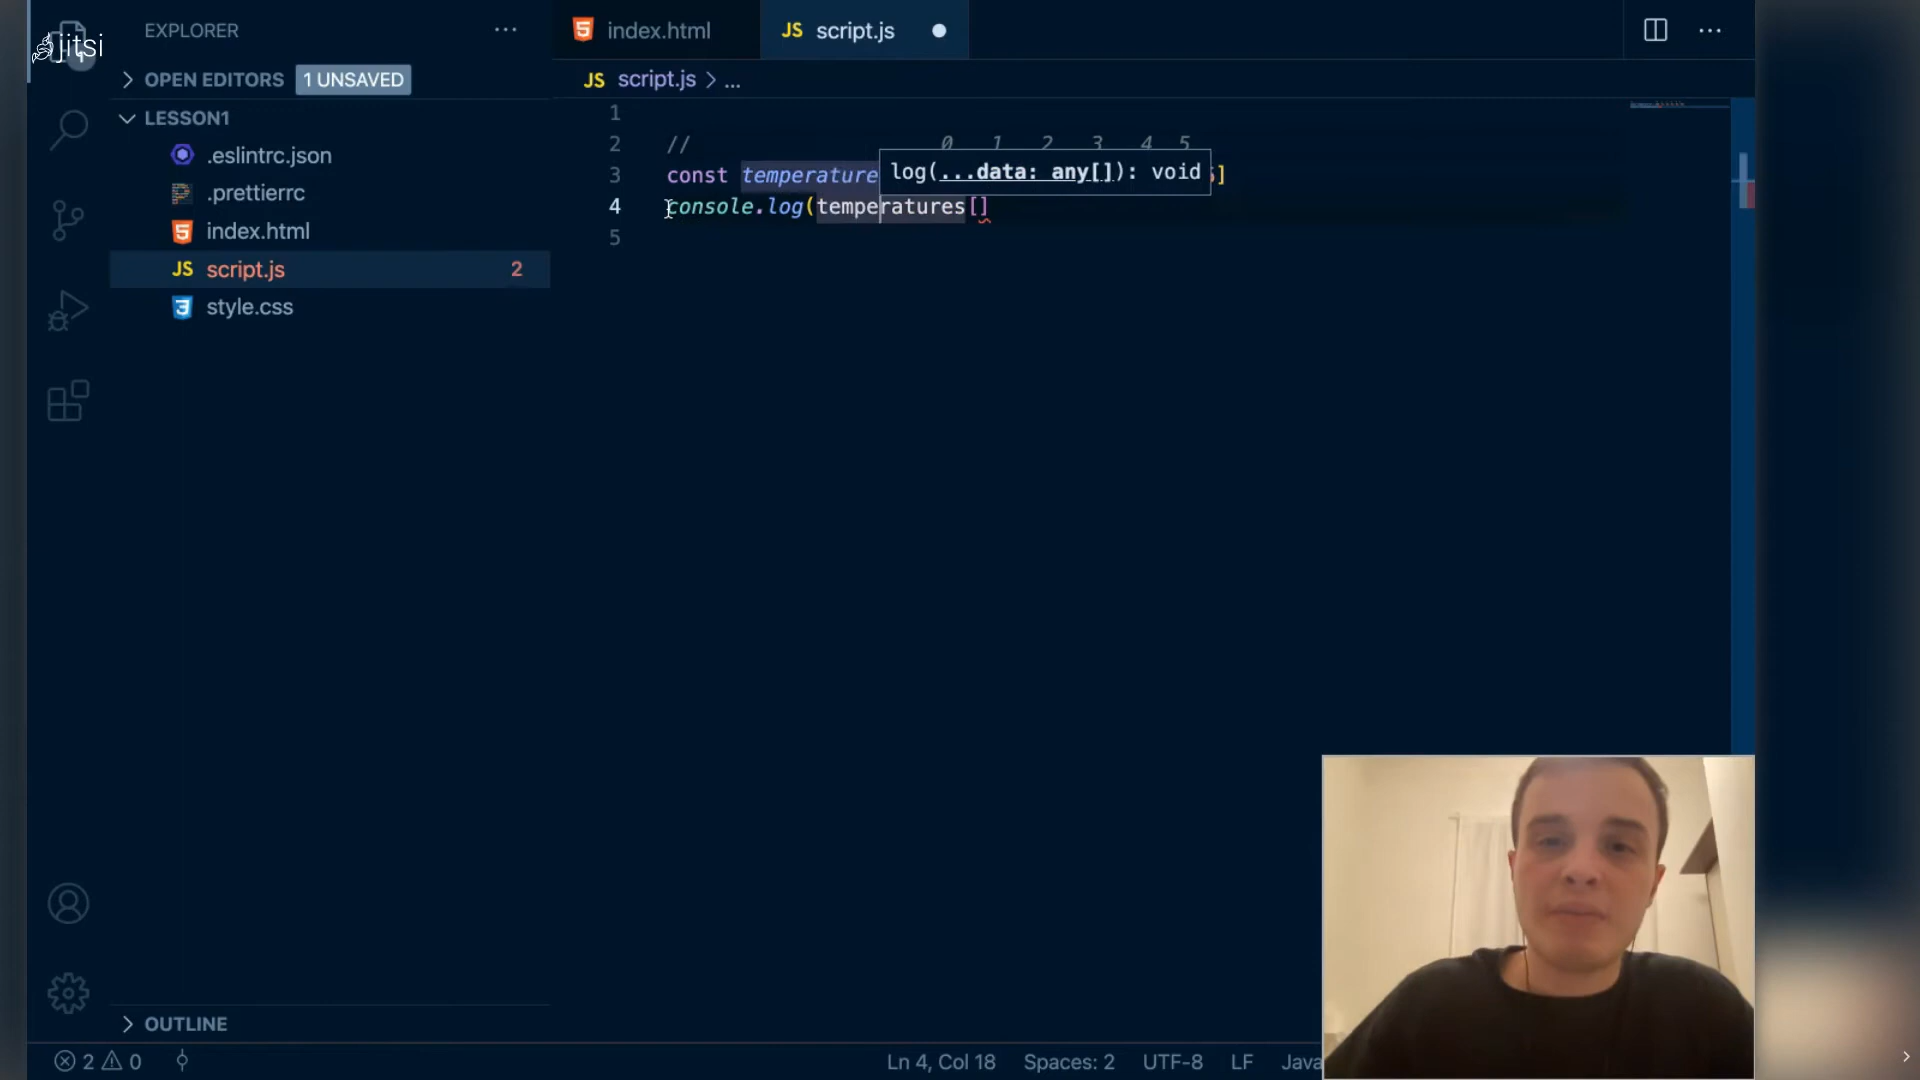 jitsi
EXPLORER
index.html
JS script.js
OPEN EDITORS 1 UNSAVED
JS script.js > ...
LESSON1
.eslintrc.json
.prettierrc
index.html
JS script.js 2
style.css
1
2 // 0 1 2 3 4 5
log(...data: any[]): void
3 const temperature ]
4 console.log(temperatures[]
5
OUTLINE
2 0
Ln 4, Col 18 Spaces: 2 UTF-8 LF Java